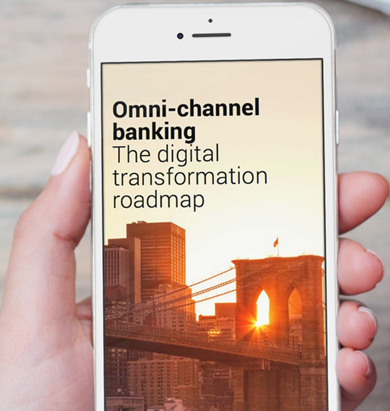 Omni-channel
banking
The digital
transformation
roadmap